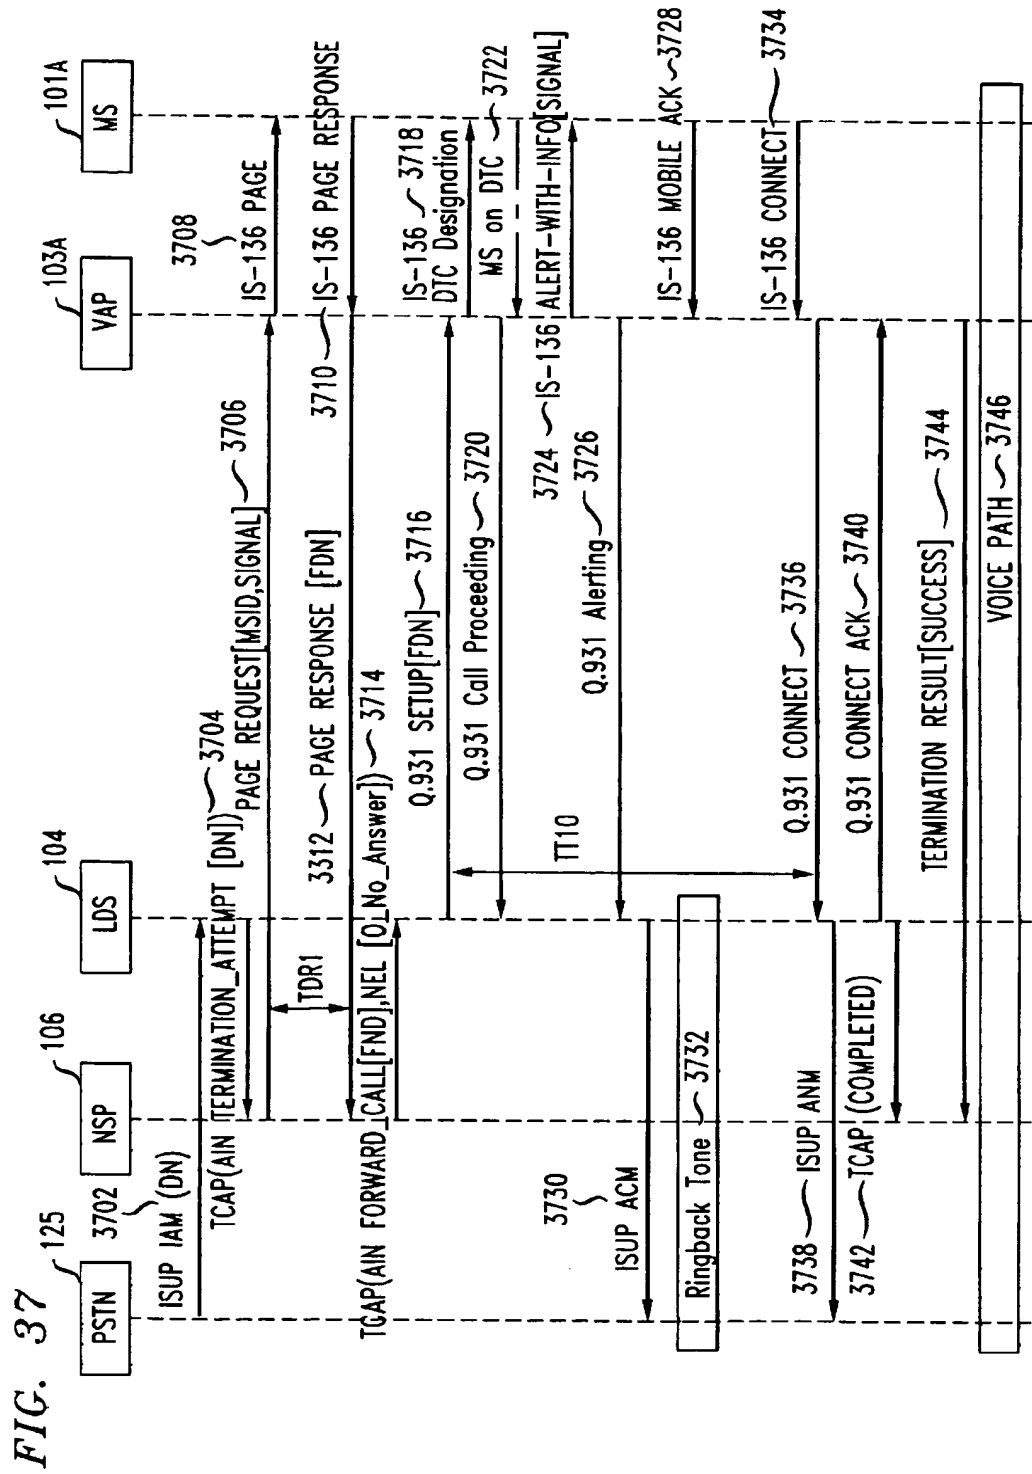 FIG. 37
PSTN
125
NSP
106
LDS
104
VAP
103A
MS
101A
3702
ISUP IAM (DN)
TCAP(AIN TERMINATION_ATTEMPT [DN])
3704
PAGE REQUEST[MSID,SIGNAL]
3706
3708
IS-136 PAGE
TDR1
3710
IS-136 PAGE RESPONSE
3312
PAGE RESPONSE [FDN]
TCAP(AIN FORWARD_CALL[FND],NEL [O_No_Answer])
3714
Q.931 SETUP[FDN]
3716
IS-136
3718
DTC Designation
Q.931 Call Proceeding
3720
MS on DTC
3722
3724
IS-136 ALERT-WITH-INFO[SIGNAL]
Q.931 Alerting
3726
TT10
3730
ISUP ACM
IS-136 MOBILE ACK
3728
Ringback Tone
3732
IS-136 CONNECT
3734
Q.931 CONNECT
3736
3738
ISUP ANM
Q.931 CONNECT ACK
3740
3742
TCAP (COMPLETED)
TERMINATION RESULT[SUCCESS]
3744
VOICE PATH
3746